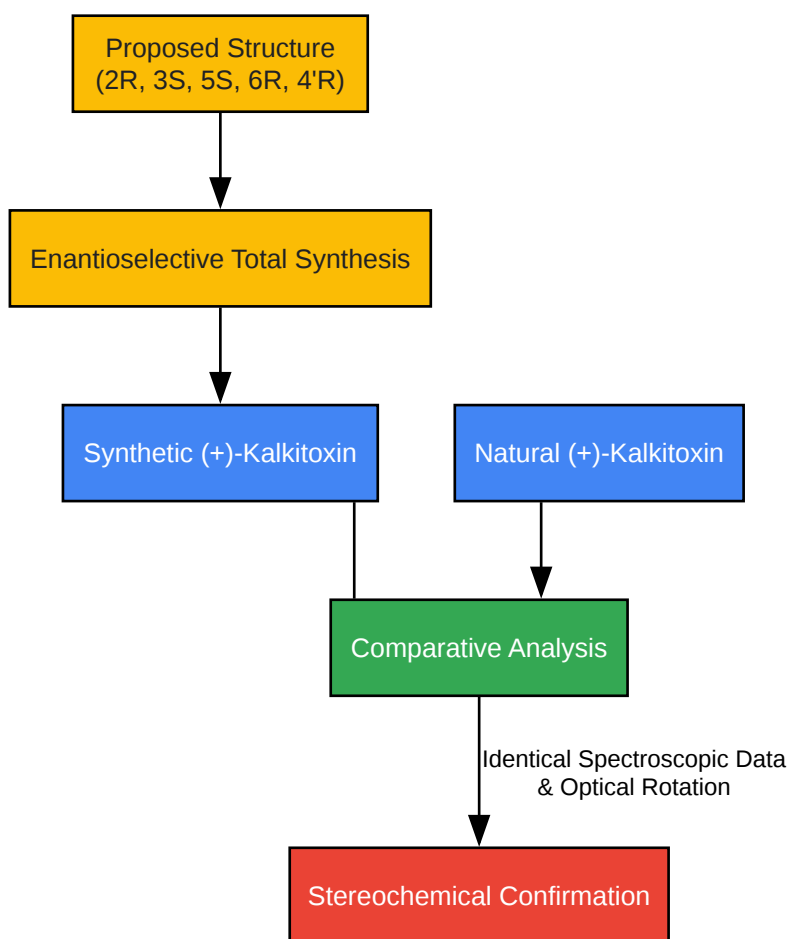 Proposed Structure
(2R, 3S, 5S, 6R, 4'R)
Enantioselective Total Synthesis
Synthetic (+)-Kalkitoxin
Natural (+)-Kalkitoxin
Comparative Analysis
Identical Spectroscopic Data
& Optical Rotation
Stereochemical Confirmation